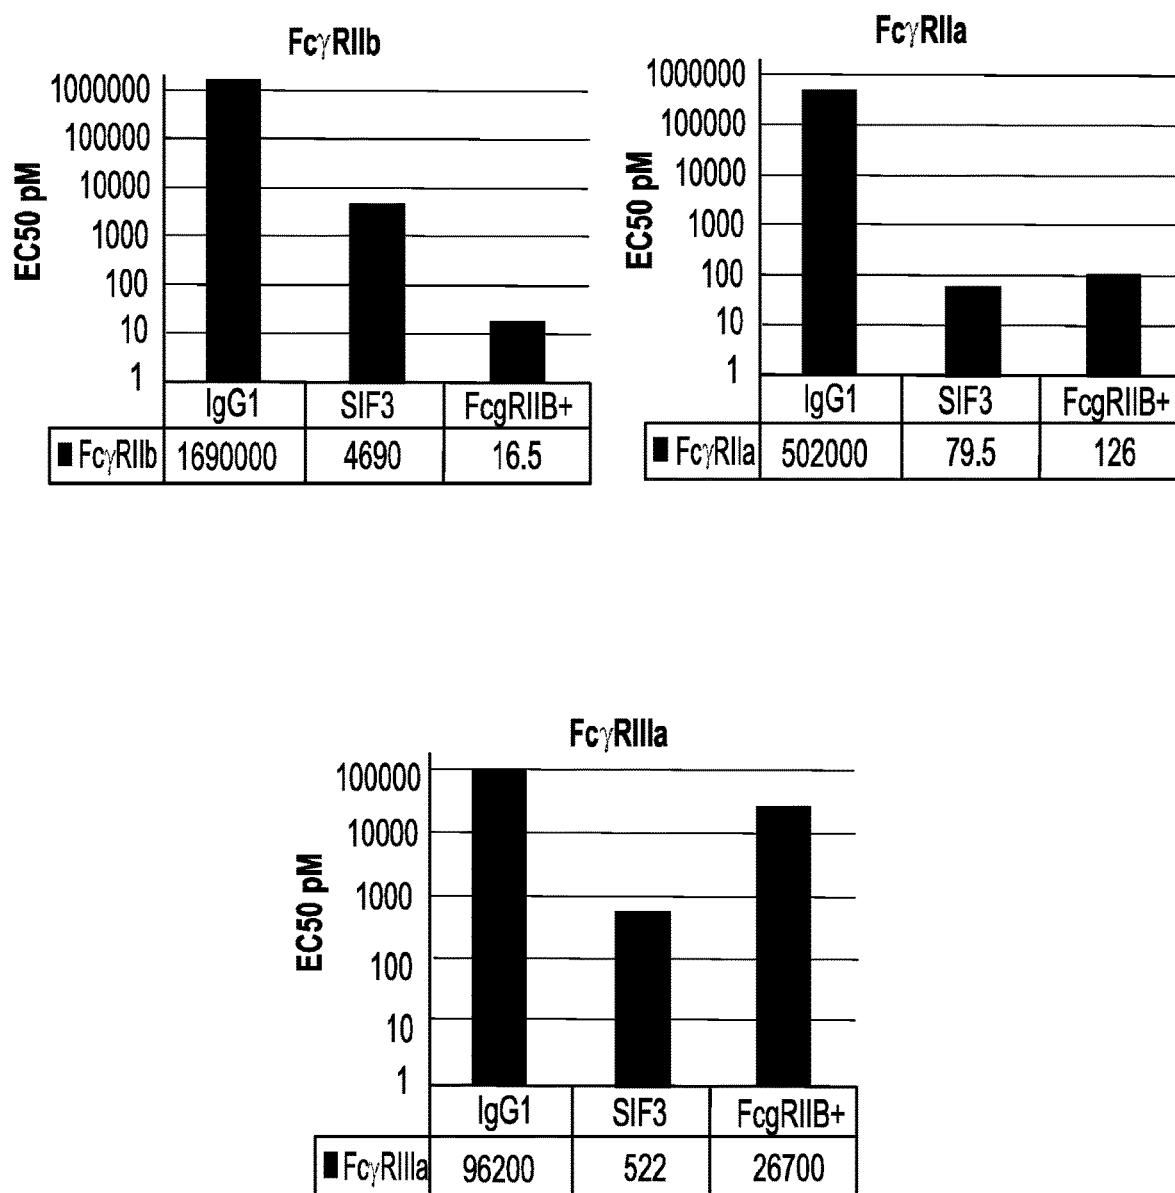 FcγRIIb
EC50 pM
1000000
100000
10000
1000
100
10
1
IgG1 SIF3 FcgRIIB+
FcγRIIb 1690000 4690 16.5
FcγRIIa
EC50 pM
1000000
100000
10000
1000
100
10
1
IgG1 SIF3 FcgRIIB+
FcγRIIa 502000 79.5 126
FcγRIIIa
EC50 pM
100000
10000
1000
100
10
1
IgG1 SIF3 FcgRIIB+
FcγRIIIa 96200 522 26700